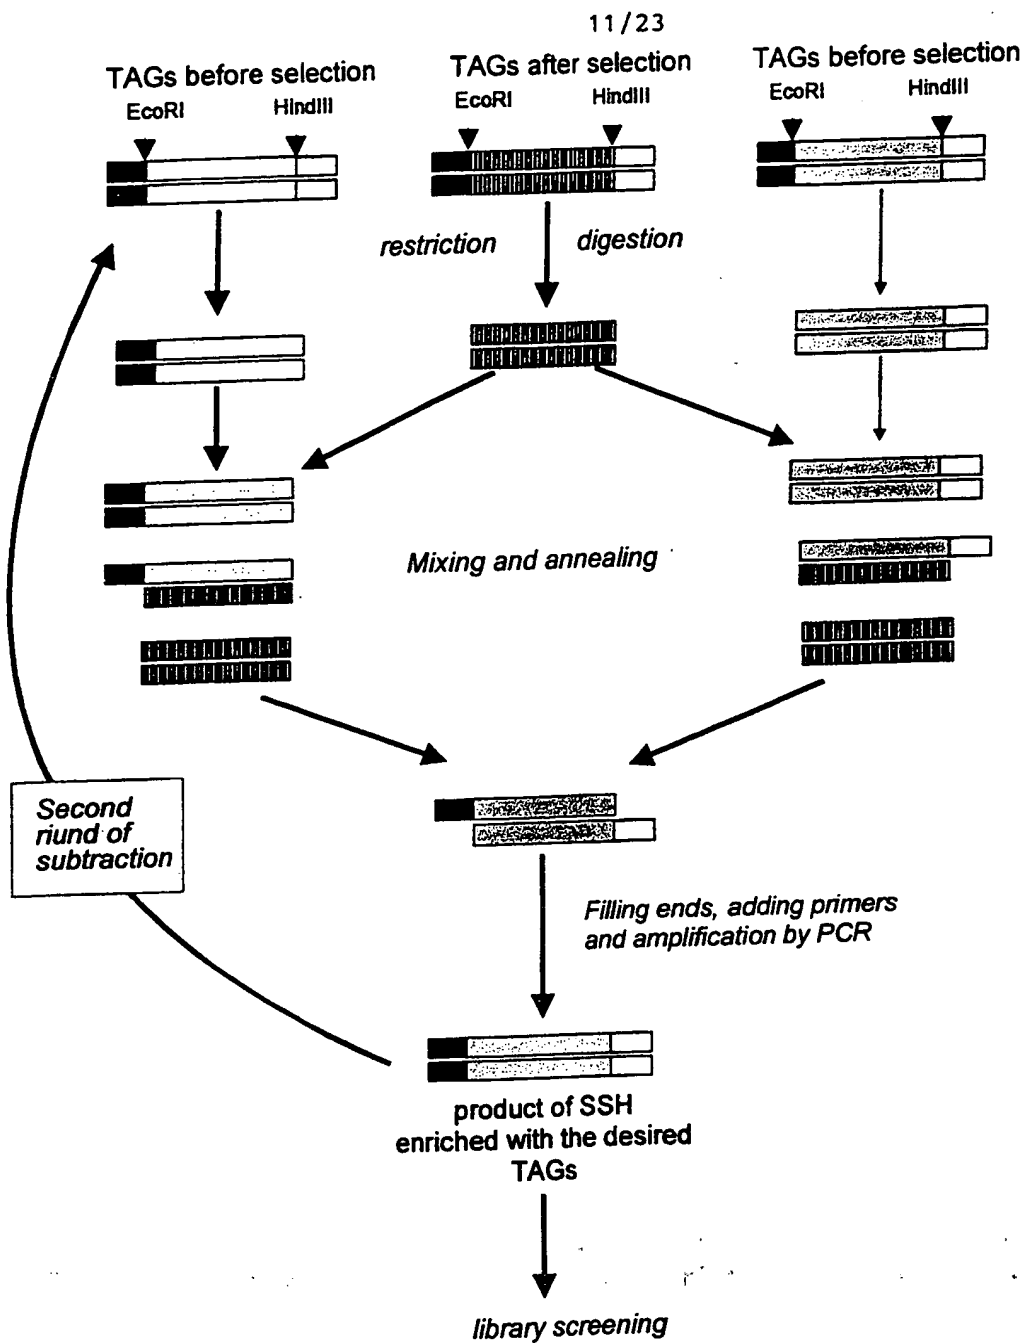 11/23
TAGs before selection
TAGs after selection
TAGs before selection
EcoRI
HindIII
EcoRI
HindIII
EcoRI
HindIII
restriction
digestion
Mixing and annealing
Second
riund of
subtraction
Filling ends, adding primers
and amplification by PCR
product of SSH
enriched with the desired
TAGs
library screening